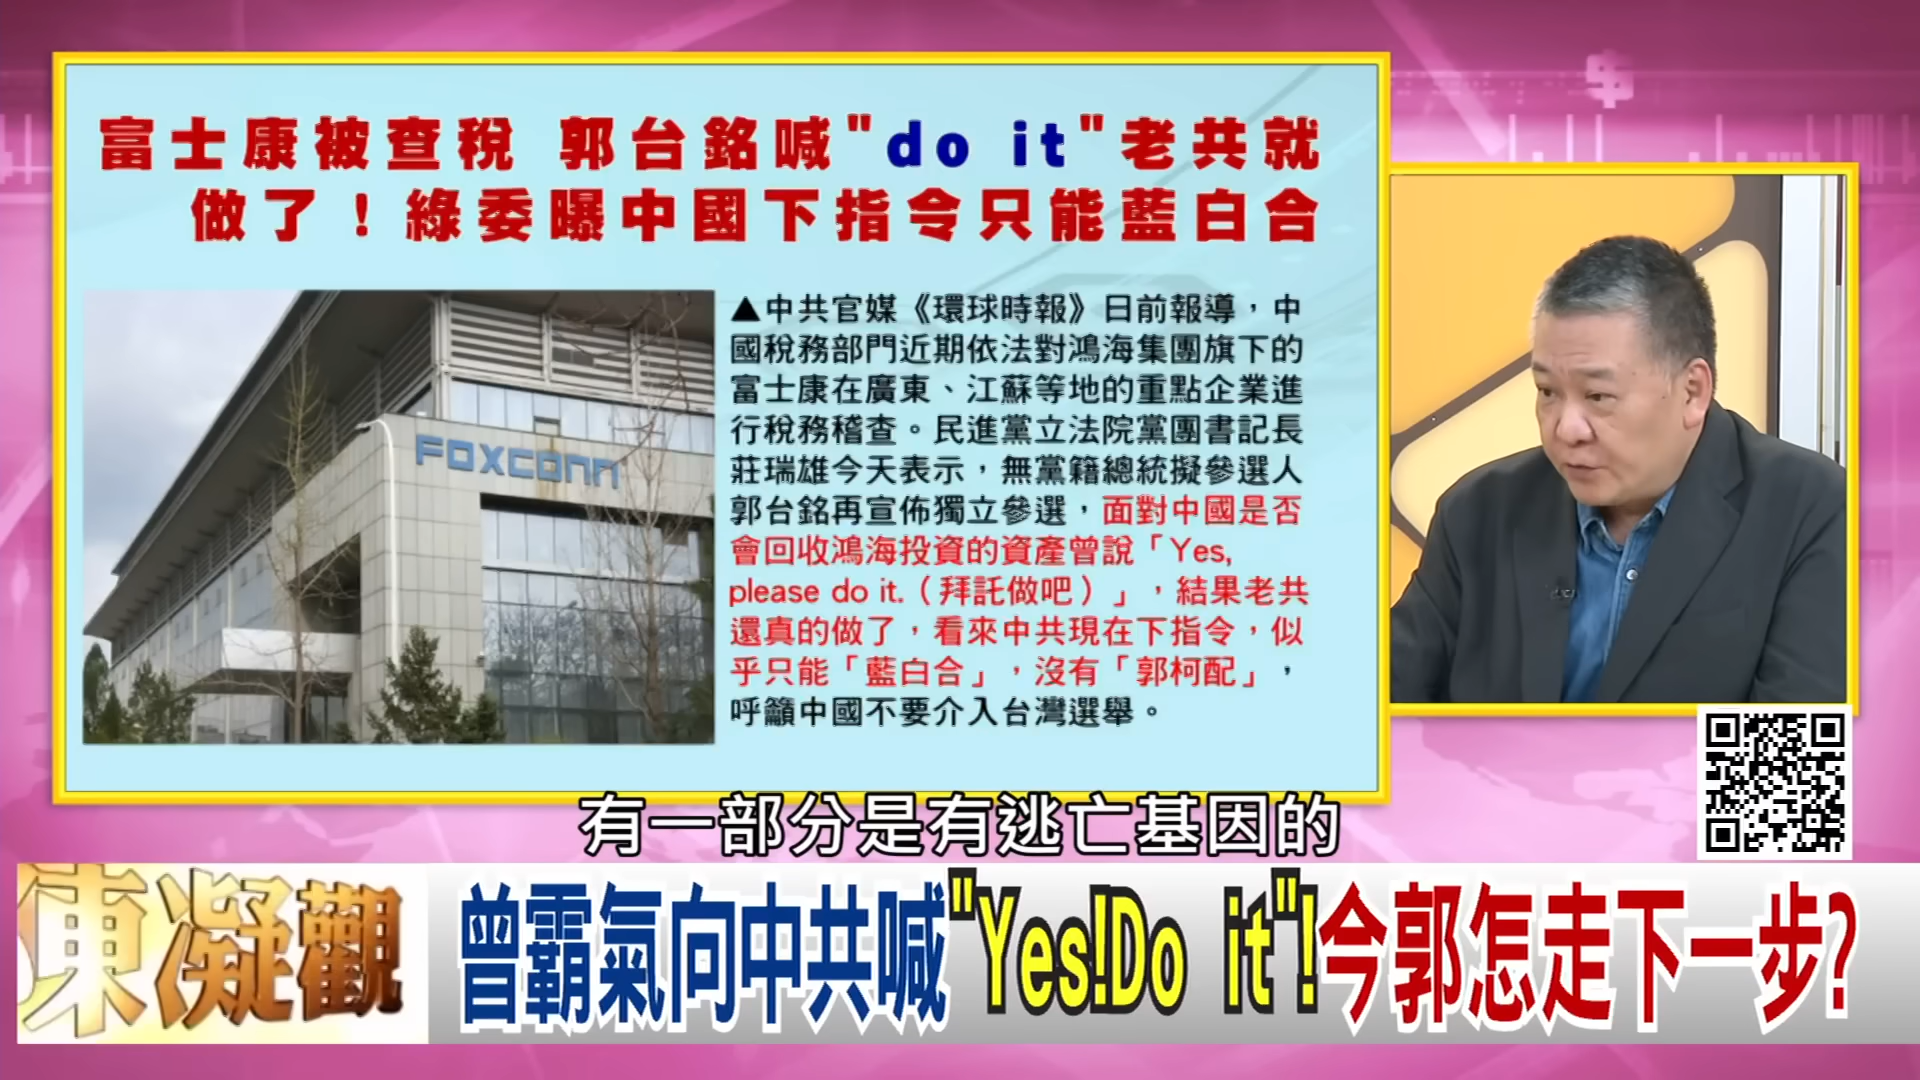 富士康被查稅 郭台銘喊"do it"老共就
做了！綠委曝中國下指令只能藍白合
▲中共官媒《環球時報》日前報導，中
國稅務部門近期依法對鴻海集團旗下的
富士康在廣東、江蘇等地的重點企業進
行稅務稽查。民進黨立法院黨團書記長
莊瑞雄今天表示，無黨籍總統擬參選人
郭台銘再宣佈獨立參選，面對中國是否
會回收鴻海投資的資產曾說「Yes,
please do it.（拜託做吧）」，結果老共
還真的做了，看來中共現在下指令，似
乎只能「藍白合」，沒有「郭柯配」，
呼籲中國不要介入台灣選舉。
FOXCONN
有一部分是有逃亡基因的
凍凝觀
曾霸氣向中共喊"Yes!Do it"!今郭怎走下一步?